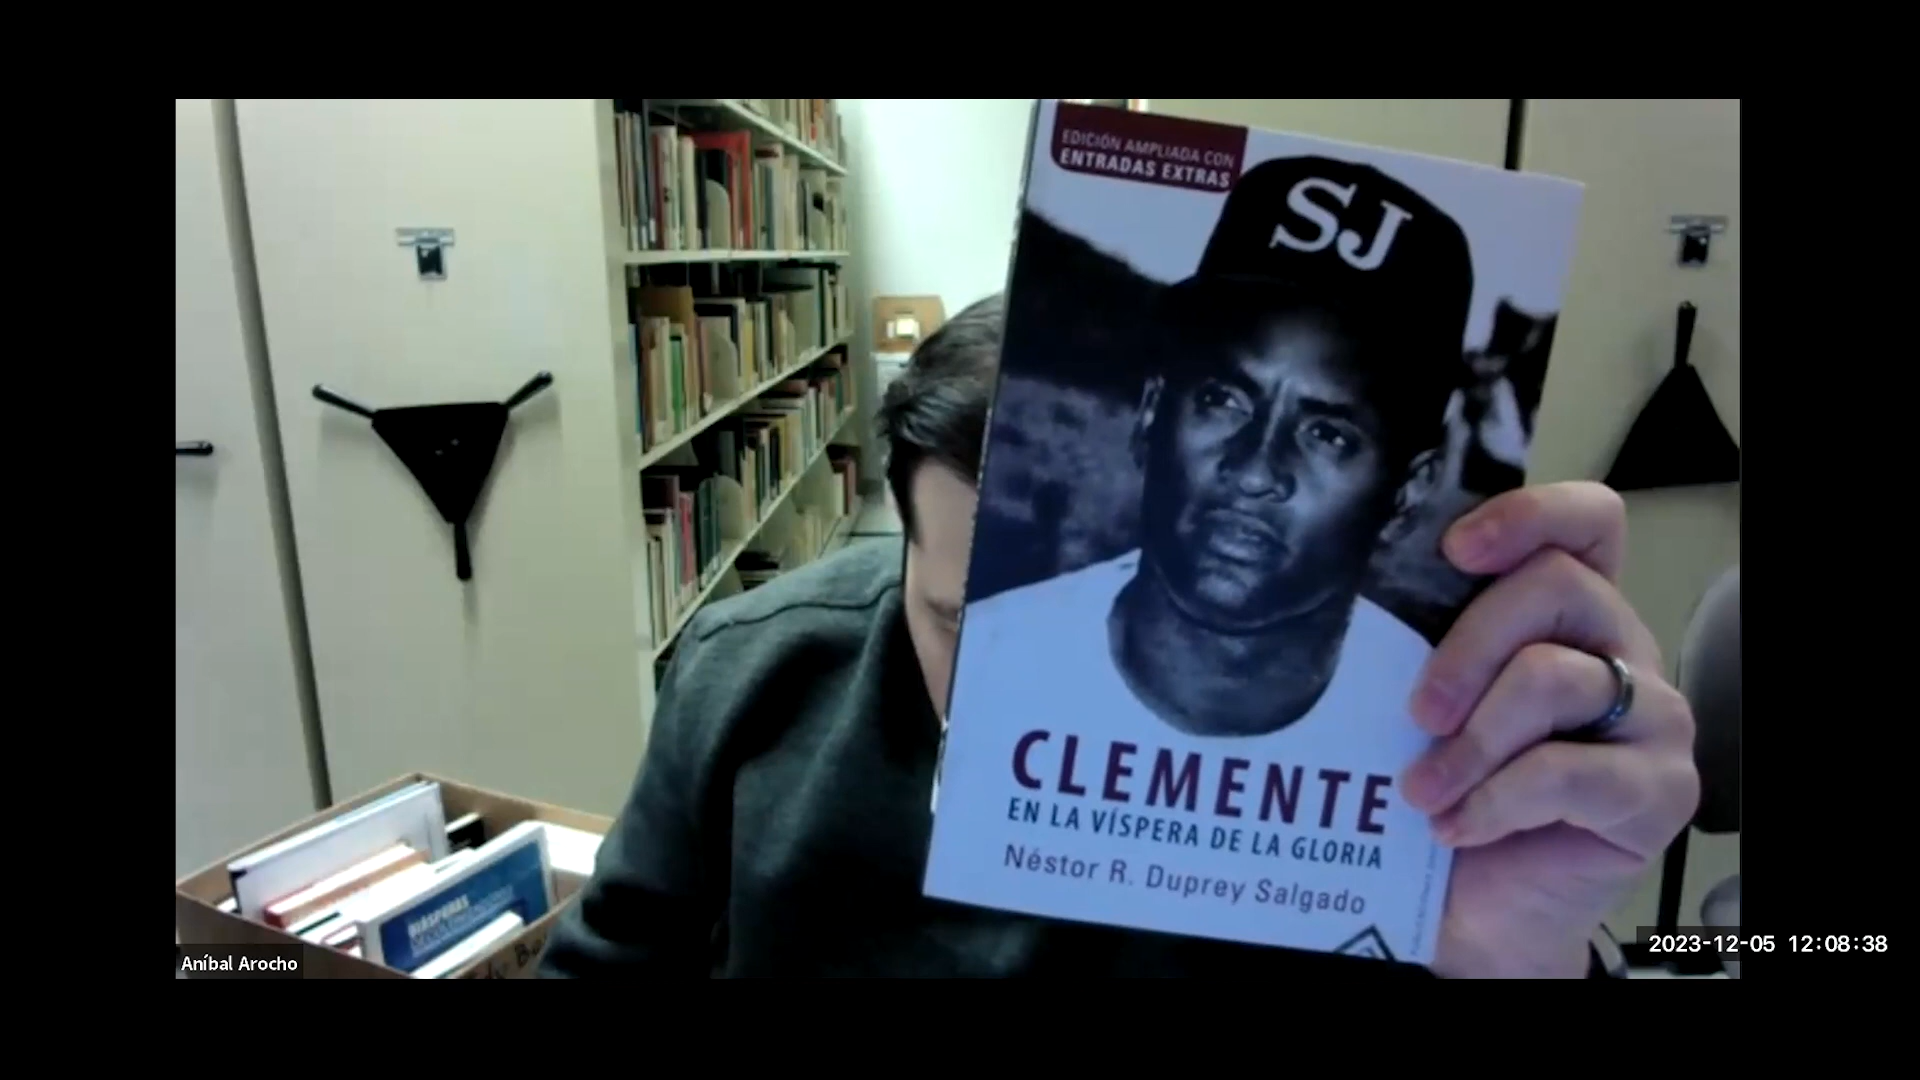 EDICIÓN AMPLIADA CON
ENTRADAS EXTRAS
SJ
CLEMENTE
EN LA VÍSPERA DE LA GLORIA
Néstor R. Duprey Salgado
DIÁSPORAS
Aníbal Arocho
2023-12-05 12:08:38